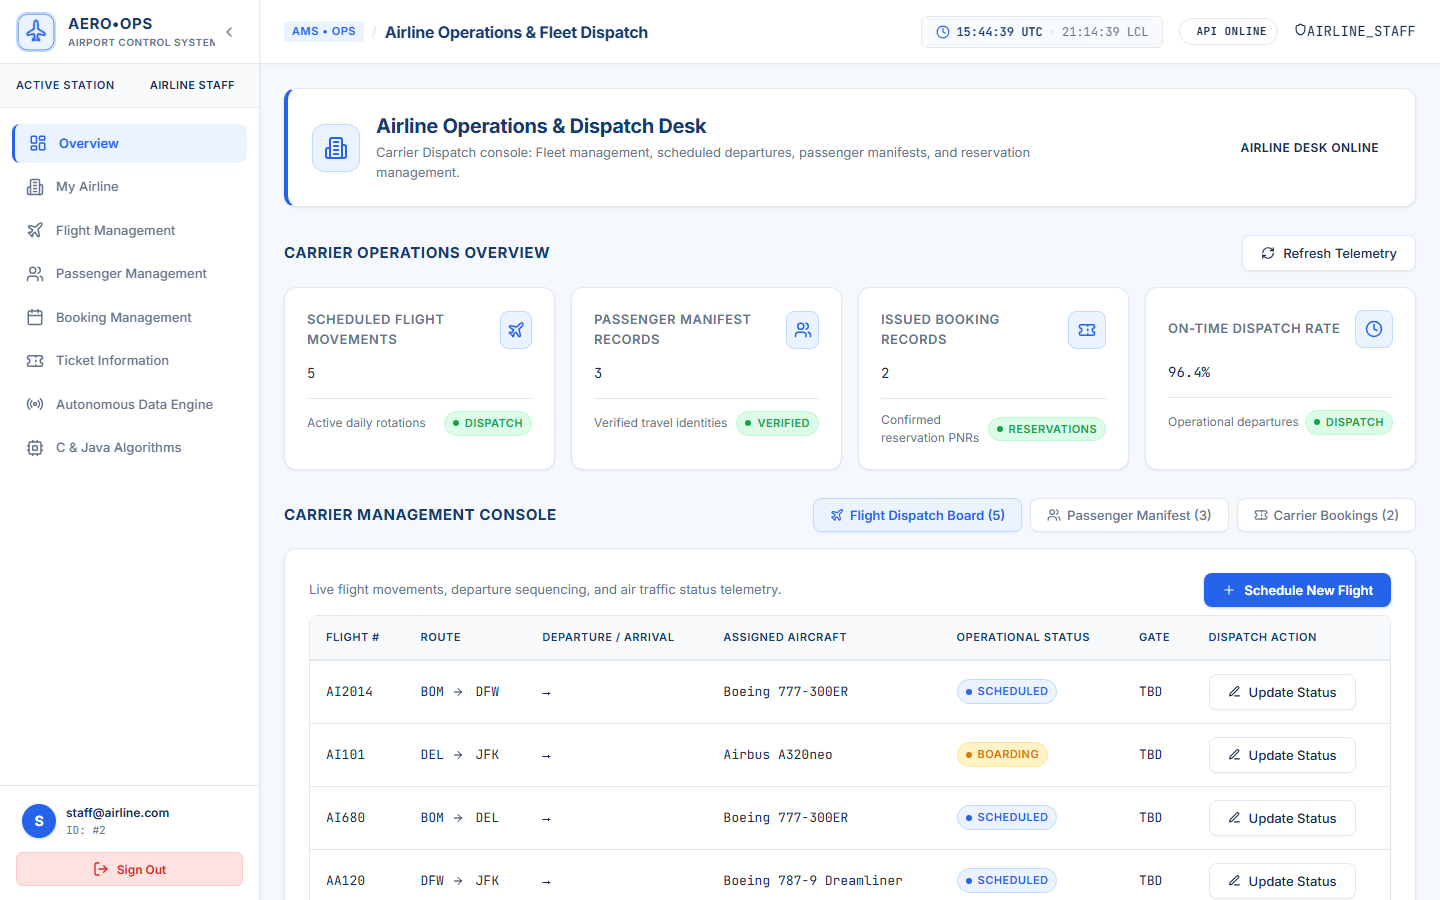 AERO•OPS
AIRPORT CONTROL SYSTEM
ACTIVE STATION
AIRLINE STAFF
Overview
My Airline
Flight Management
Passenger Management
Booking Management
Ticket Information
Autonomous Data Engine
C & Java Algorithms
S
staff@airline.com
ID: #2
Sign Out
AMS • OPS / Airline Operations & Fleet Dispatch
15:44:39 UTC • 21:14:39 LCL
API ONLINE
AIRLINE_STAFF
Airline Operations & Dispatch Desk
Carrier Dispatch console: Fleet management, scheduled departures, passenger manifests, and reservation
management.
AIRLINE DESK ONLINE
CARRIER OPERATIONS OVERVIEW
Refresh Telemetry
SCHEDULED FLIGHT
MOVEMENTS
5
Active daily rotations
DISPATCH
PASSENGER MANIFEST
RECORDS
3
Verified travel identities
VERIFIED
ISSUED BOOKING
RECORDS
2
Confirmed
reservation PNRs
RESERVATIONS
ON-TIME DISPATCH RATE
96.4%
Operational departures
DISPATCH
CARRIER MANAGEMENT CONSOLE
Flight Dispatch Board (5)
Passenger Manifest (3)
Carrier Bookings (2)
Live flight movements, departure sequencing, and air traffic status telemetry.
+ Schedule New Flight
FLIGHT # ROUTE DEPARTURE / ARRIVAL ASSIGNED AIRCRAFT OPERATIONAL STATUS GATE DISPATCH ACTION
AI2014 BOM → DFW → Boeing 777-300ER SCHEDULED TBD Update Status
AI101 DEL → JFK → Airbus A320neo BOARDING TBD Update Status
AI680 BOM → DEL → Boeing 777-300ER SCHEDULED TBD Update Status
AA120 DFW → JFK → Boeing 787-9 Dreamliner SCHEDULED TBD Update Status